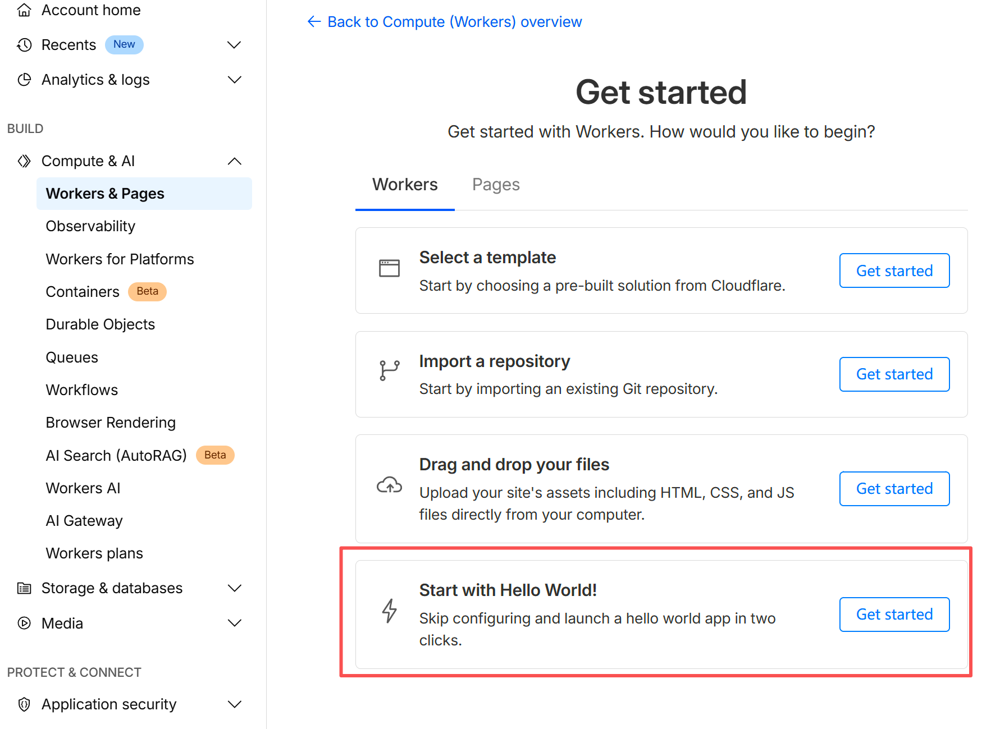 Account home
Recents New
Analytics & logs
BUILD
Compute & AI
Workers & Pages
Observability
Workers for Platforms
Containers Beta
Durable Objects
Queues
Workflows
Browser Rendering
AI Search (AutoRAG) Beta
Workers AI
AI Gateway
Workers plans
Storage & databases
Media
PROTECT & CONNECT
Application security
Back to Compute (Workers) overview
Get started
Get started with Workers. How would you like to begin?
Workers Pages
Select a template
Start by choosing a pre-built solution from Cloudflare.
Get started
Import a repository
Start by importing an existing Git repository.
Get started
Drag and drop your files
Upload your site's assets including HTML, CSS, and JS
files directly from your computer.
Get started
Start with Hello World!
Skip configuring and launch a hello world app in two
clicks.
Get started